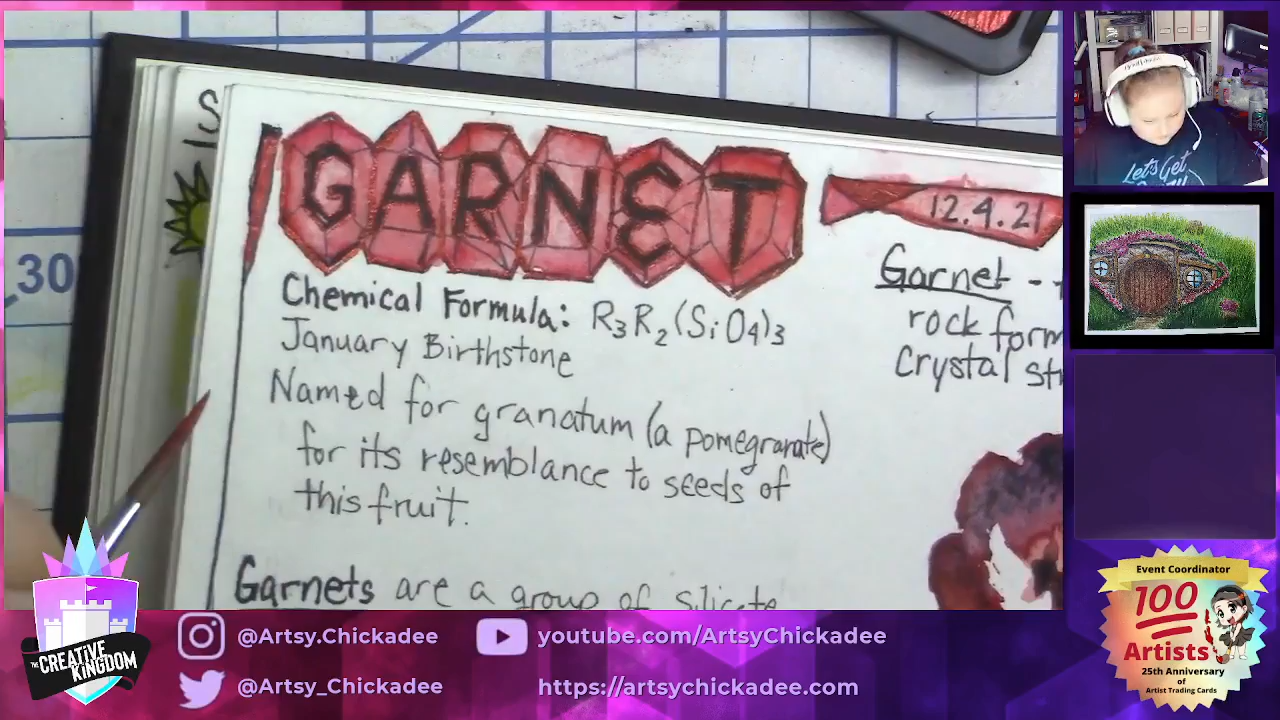 GARNET
12.4.21
Chemical Formula: R3R2(SiO4)3
January Birthstone
Named for granatum (a pomegranate)
for its resemblance to seeds of
this fruit.
Garnets are a group of silicate
Garnet -
rock form
Crystal st
30
LET'S GET
THE CREATIVE KINGDOM
@Artsy.Chickadee
@Artsy_Chickadee
youtube.com/ArtsyChickadee
https://artsychickadee.com
Event Coordinator
100
Artists
25th Anniversary
of
Artist Trading Cards